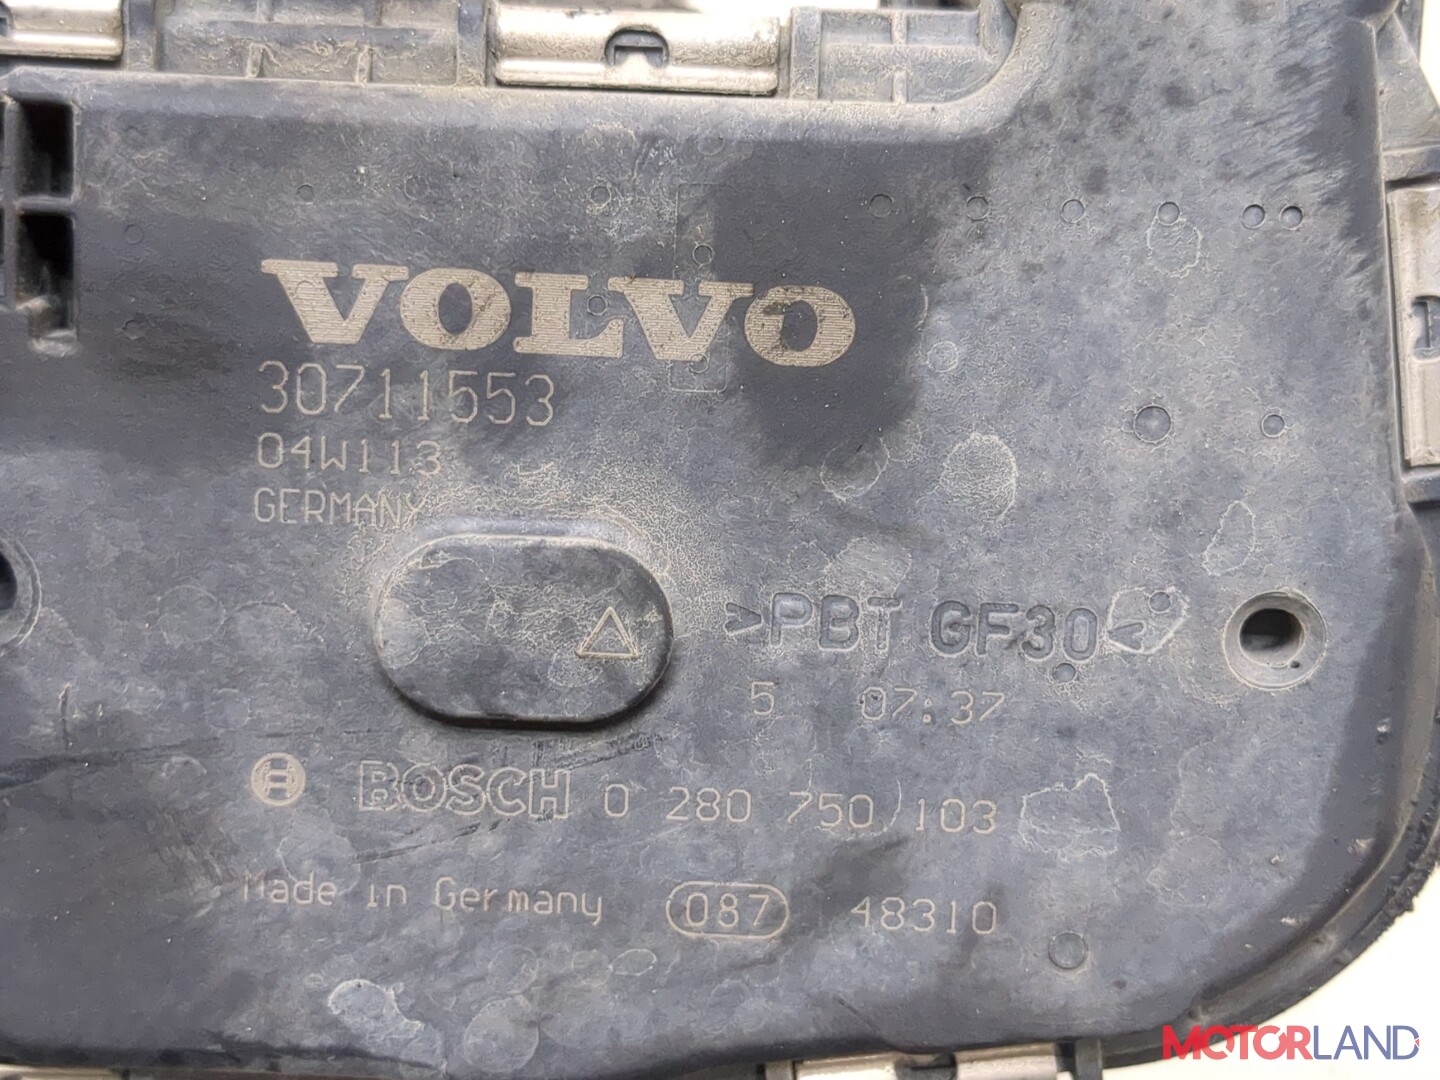 VOLVO
30711553
04W113
GERMANY
>PBT GF30<
5 07:37
BOSCH 0 280 750 103
Made in Germany 087 48310
MOTORLAND